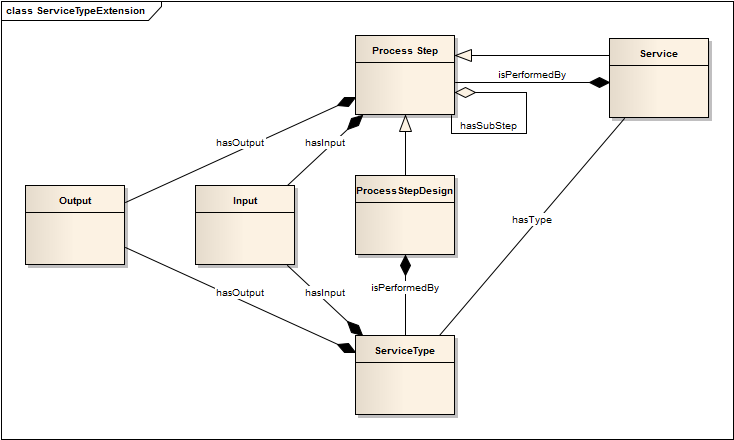 class ServiceTypeExtension
Process Step
Service
isPerformedBy
hasSubStep
hasOutput
hasInput
Output
Input
ProcessStepDesign
hasType
isPerformedBy
hasOutput
hasInput
ServiceType